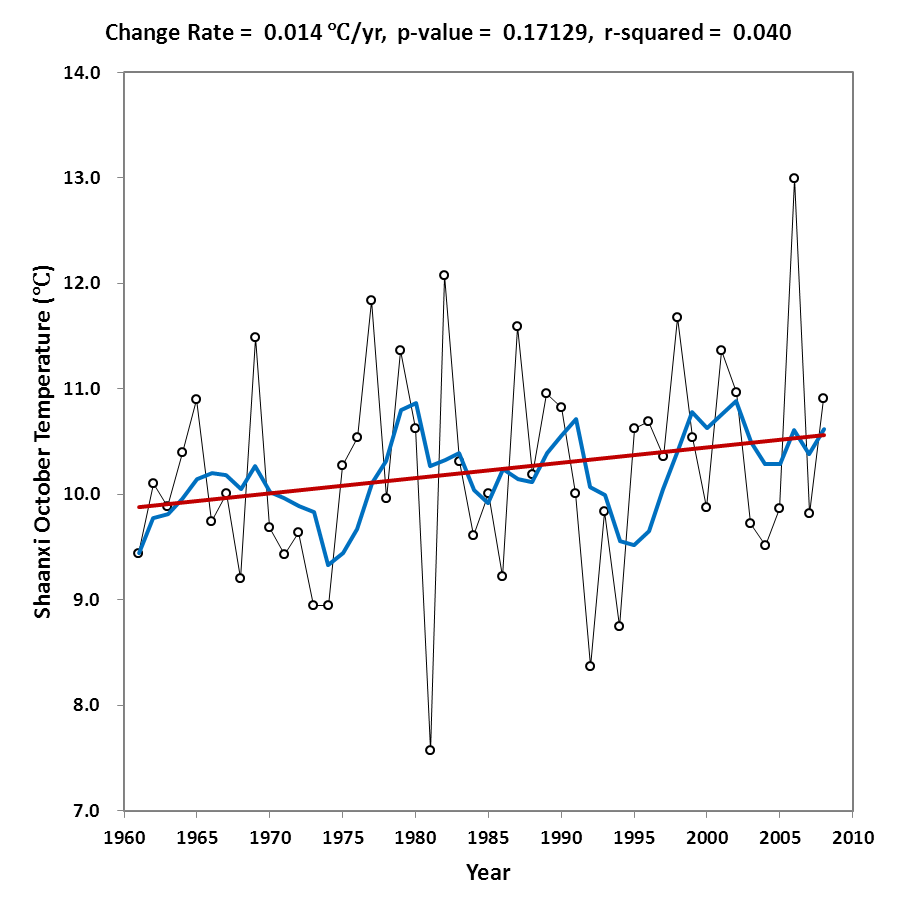 Change Rate = 0.014 ℃/yr, p-value = 0.17129, r-squared = 0.040
14.0
13.0
12.0
11.0
10.0
9.0
8.0
7.0
Shaanxi October Temperature (℃)
1960 1965 1970 1975 1980 1985 1990 1995 2000 2005 2010
Year